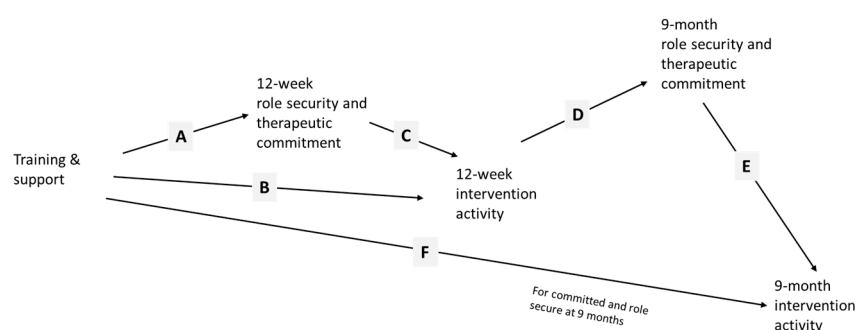 9-month
role security and
therapeutic
commitment
12-week
role security and
therapeutic
commitment
D
A
C
Training &
support
E
12-week
intervention
activity
B
F
9-month
intervention
activity
For committed and role
secure at 9 months